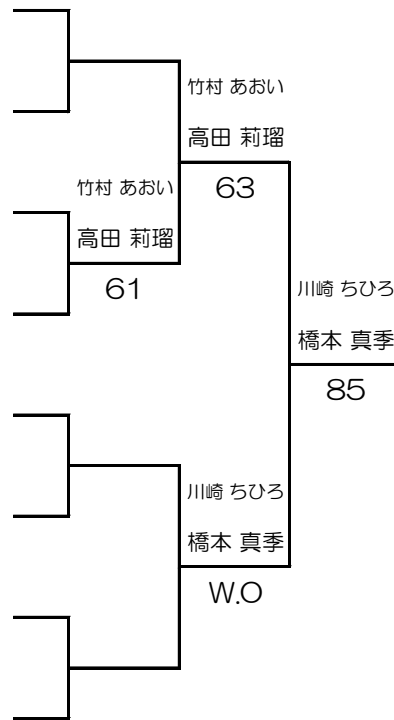 竹村 あおい
高田 莉瑠
63
竹村 あおい
高田 莉瑠
61
川崎 ちひろ
橋本 真季
85
川崎 ちひろ
橋本 真季
W.O